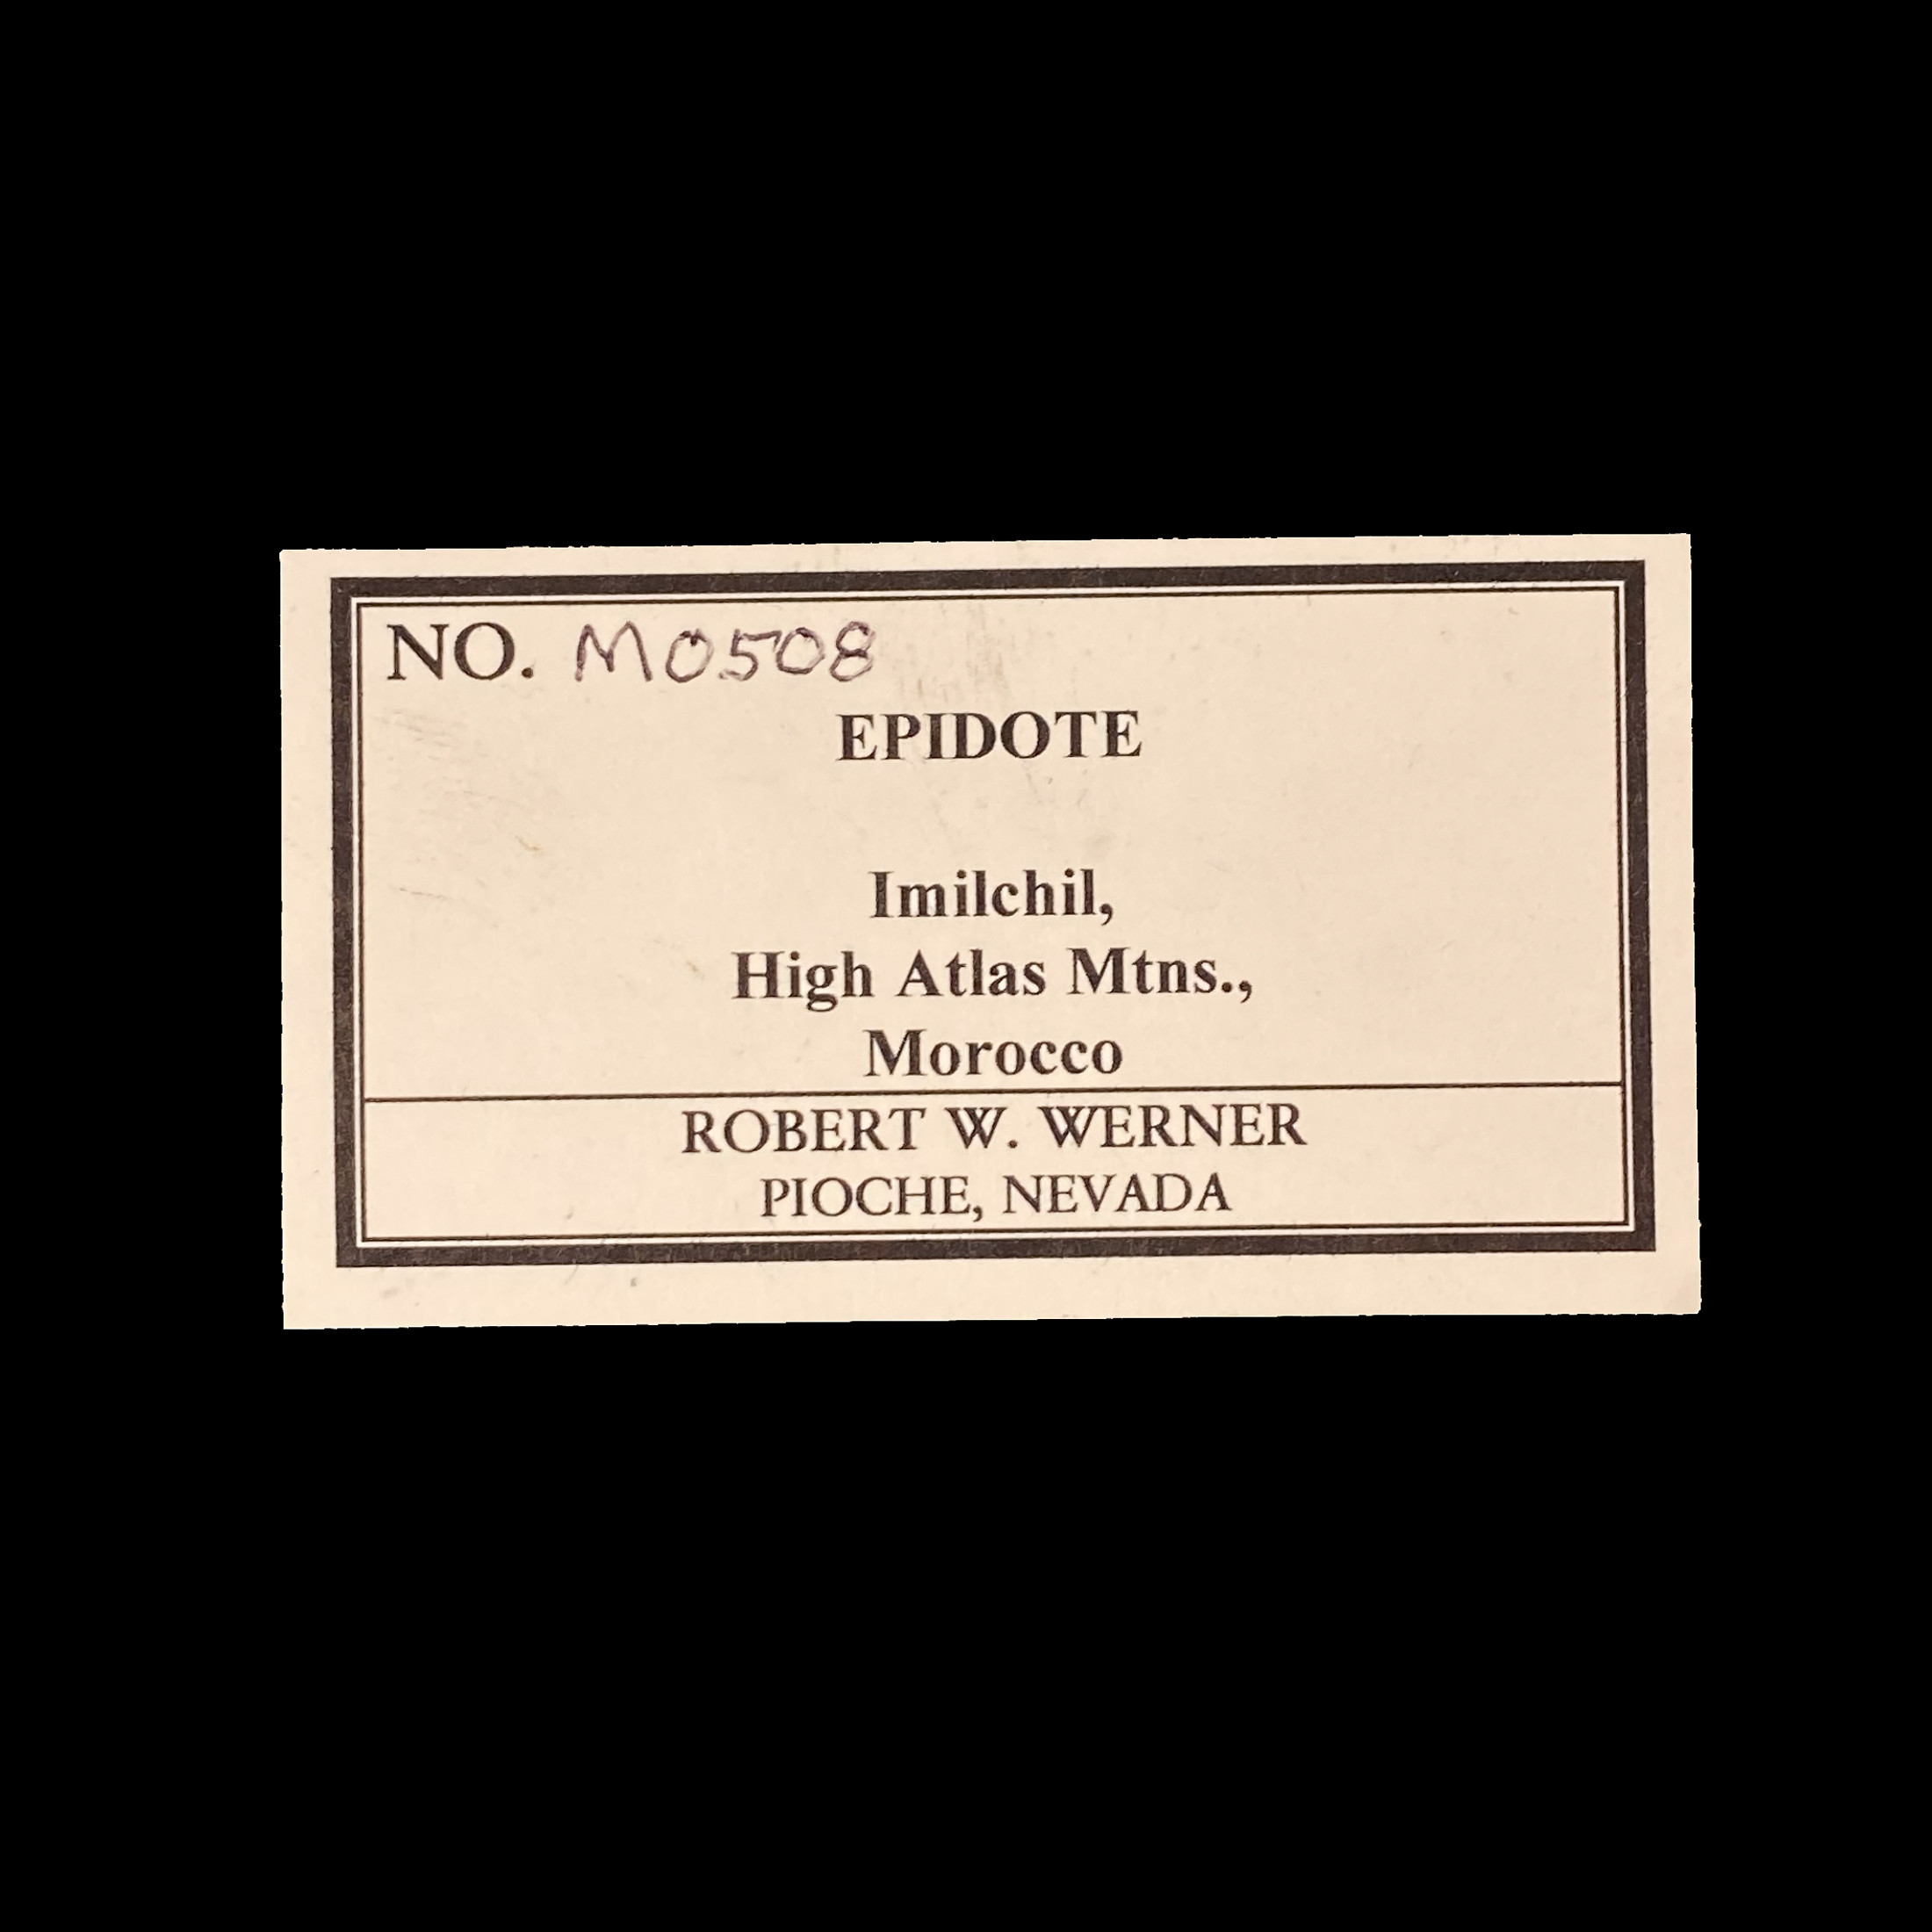 NO. M0508
EPIDOTE
Imilchil,
High Atlas Mtns.,
Morocco
ROBERT W. WERNER
PIOCHE, NEVADA